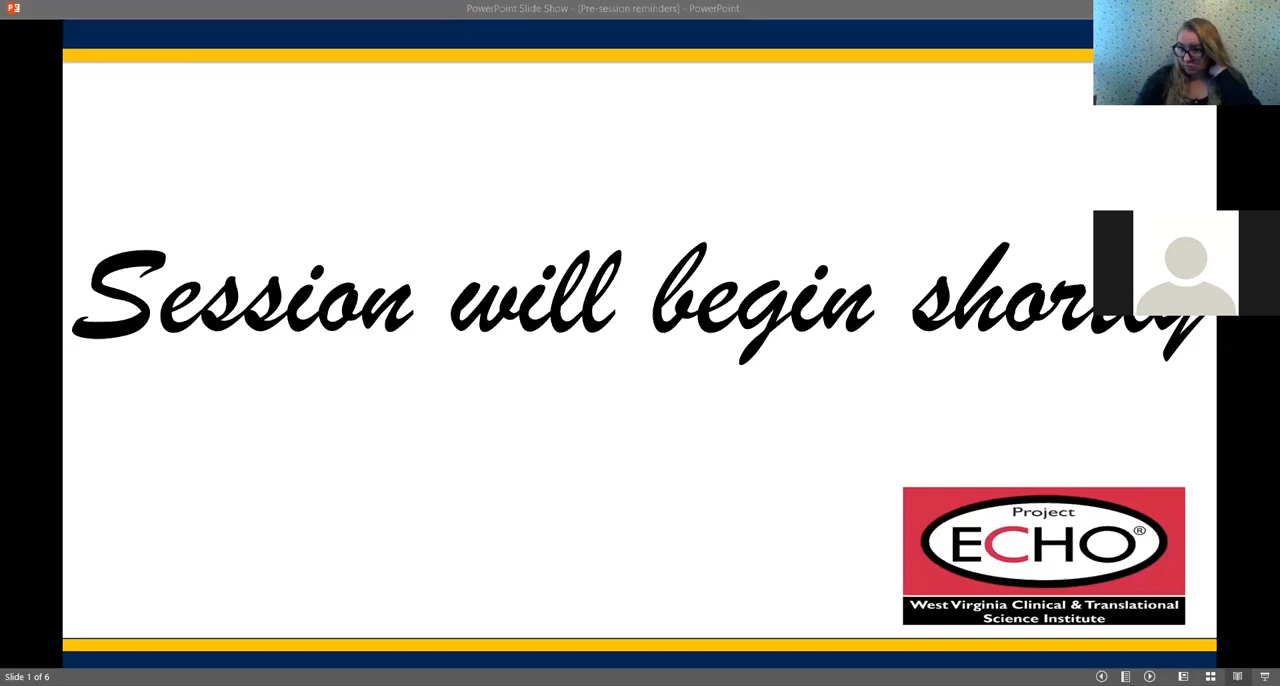 PowerPoint Slide Show - [Pre-session reminders] - PowerPoint
Session will begin shortly
Project
ECHO®
West Virginia Clinical & Translational
Science Institute
Slide 1 of 6